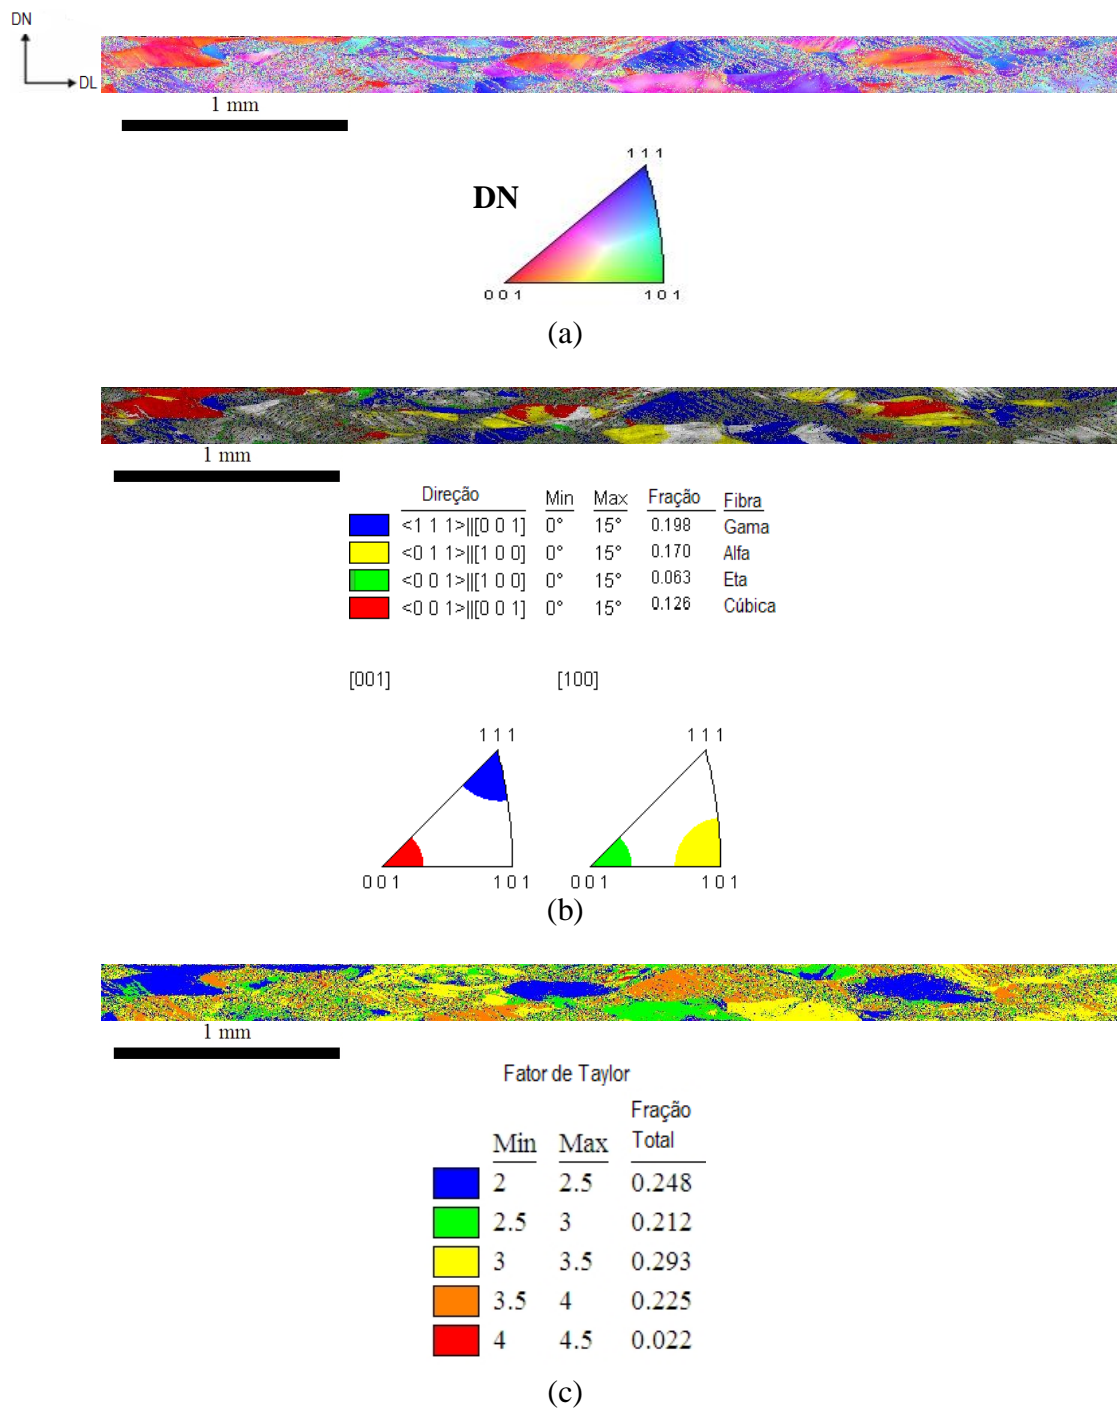 DN
DL
1 mm
1 1 1
DN
0 0 1
1 0 1
(a)
1 mm
Direção Min Max Fração Fibra
<1 1 1>||[0 0 1] 0° 15° 0.198 Gama
<0 1 1>||[1 0 0] 0° 15° 0.170 Alfa
<0 0 1>||[1 0 0] 0° 15° 0.063 Eta
<0 0 1>||[0 0 1] 0° 15° 0.126 Cúbica
[001] [100]
1 1 1 1 1 1
0 0 1 1 0 1 0 0 1 1 0 1
(b)
1 mm
Fator de Taylor
Fração
Min Max Total
2 2.5 0.248
2.5 3 0.212
3 3.5 0.293
3.5 4 0.225
4 4.5 0.022
(c)